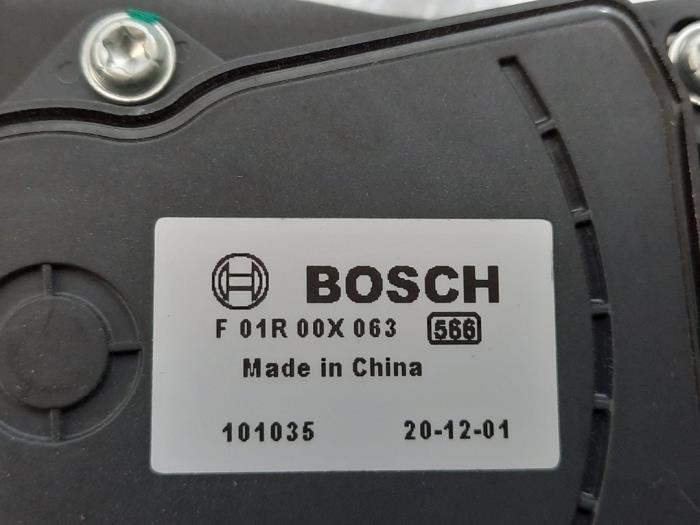 BOSCH
F 01R 00X 063 566
Made in China
101035 20-12-01